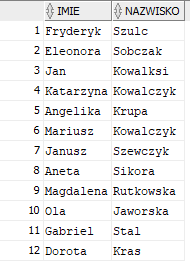 IMIE NAZWISKO
1 Fryderyk Szulc
2 Eleonora Sobczak
3 Jan Kowalksi
4 Katarzyna Kowalczyk
5 Angelika Krupa
6 Mariusz Kowalczyk
7 Janusz Szewczyk
8 Aneta Sikora
9 Magdalena Rutkowska
10 Ola Jaworska
11 Gabriel Stal
12 Dorota Kras